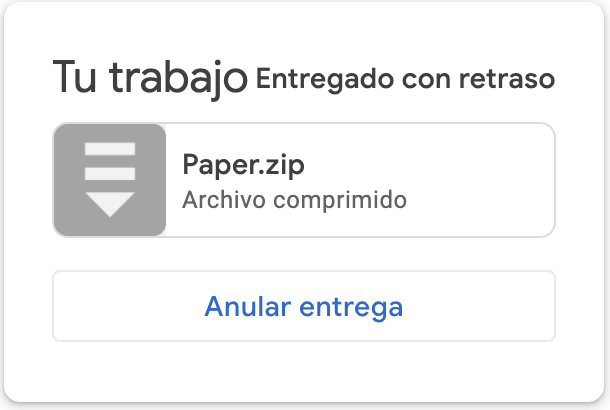 Tu trabajo Entregado con retraso
Paper.zip
Archivo comprimido
Anular entrega